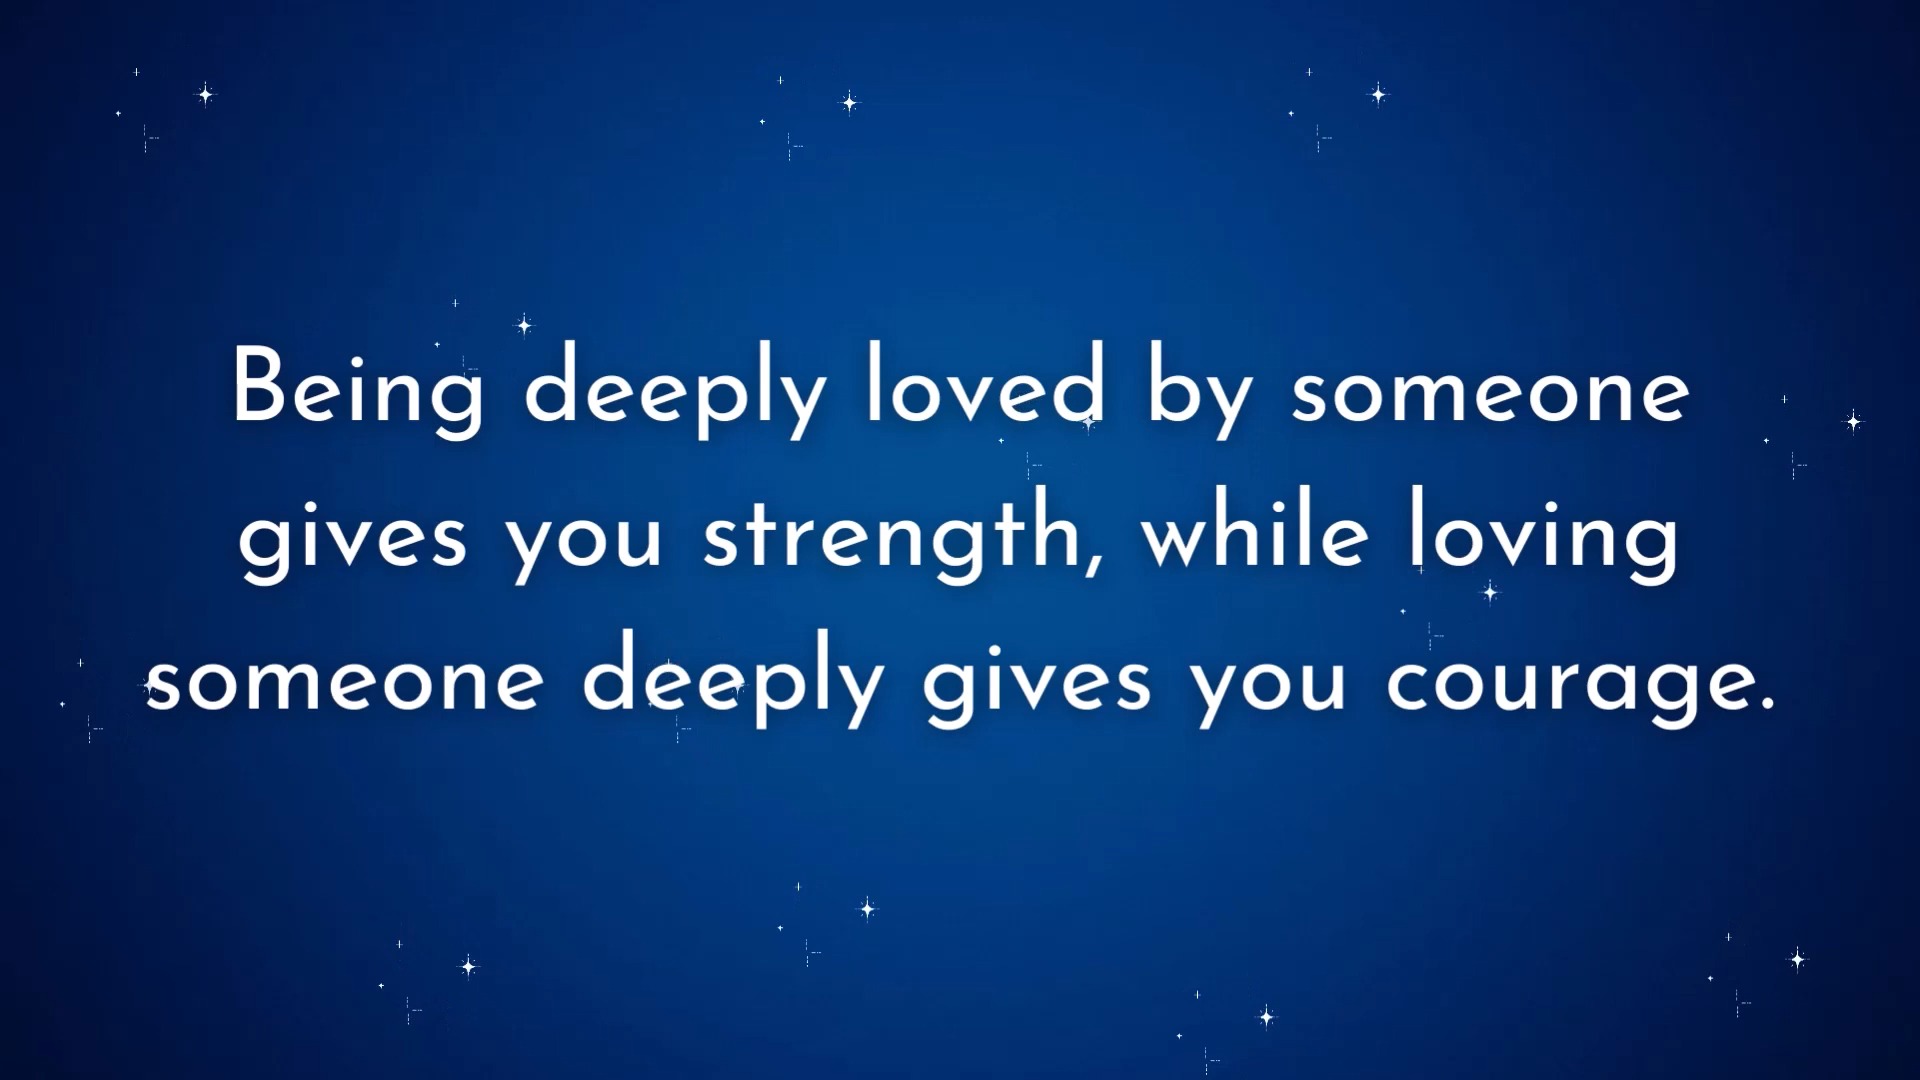 Being deeply loved by someone
gives you strength, while loving
someone deeply gives you courage.